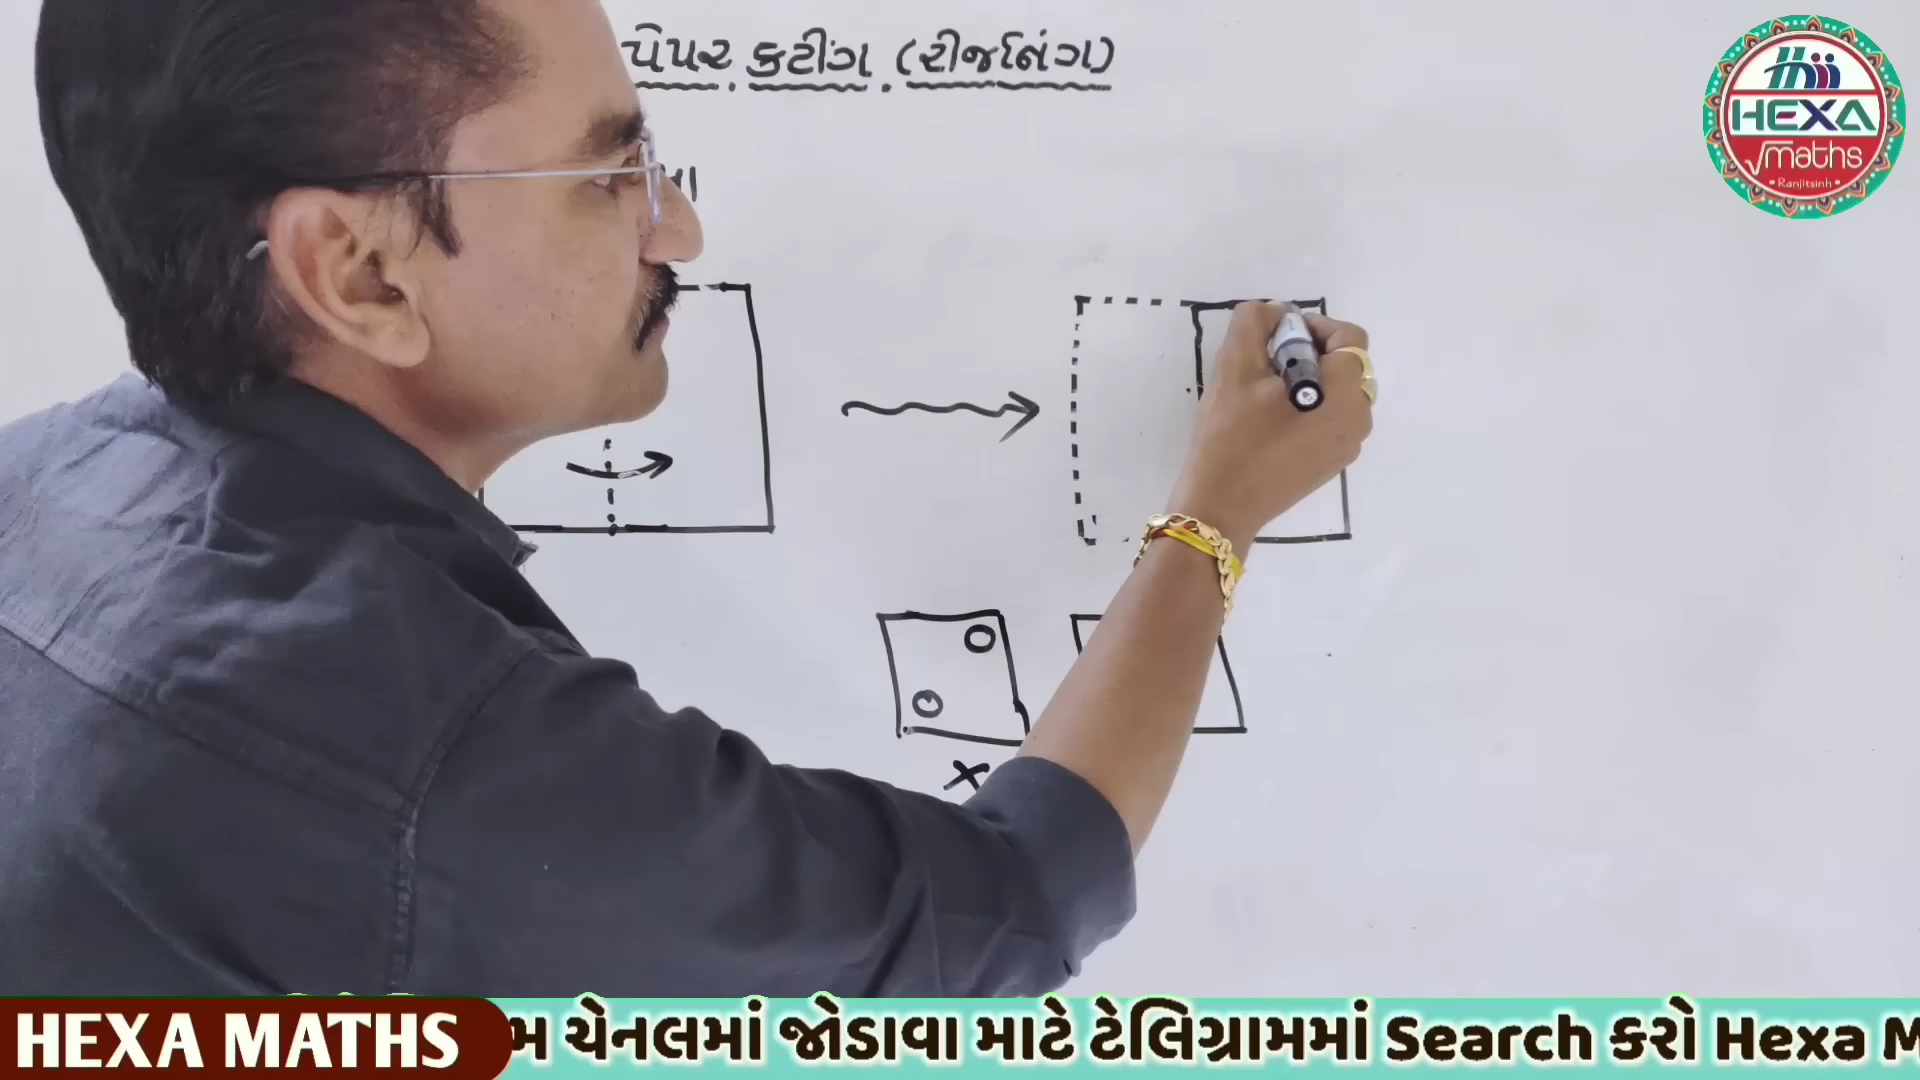 પેપર કટીંગ (રીજનિંગ)
HEXA
maths
Ranjitsinh
HEXA MATHS
ચેનલમાં જોડાવા માટે ટેલિગ્રામમાં Search કરો Hexa